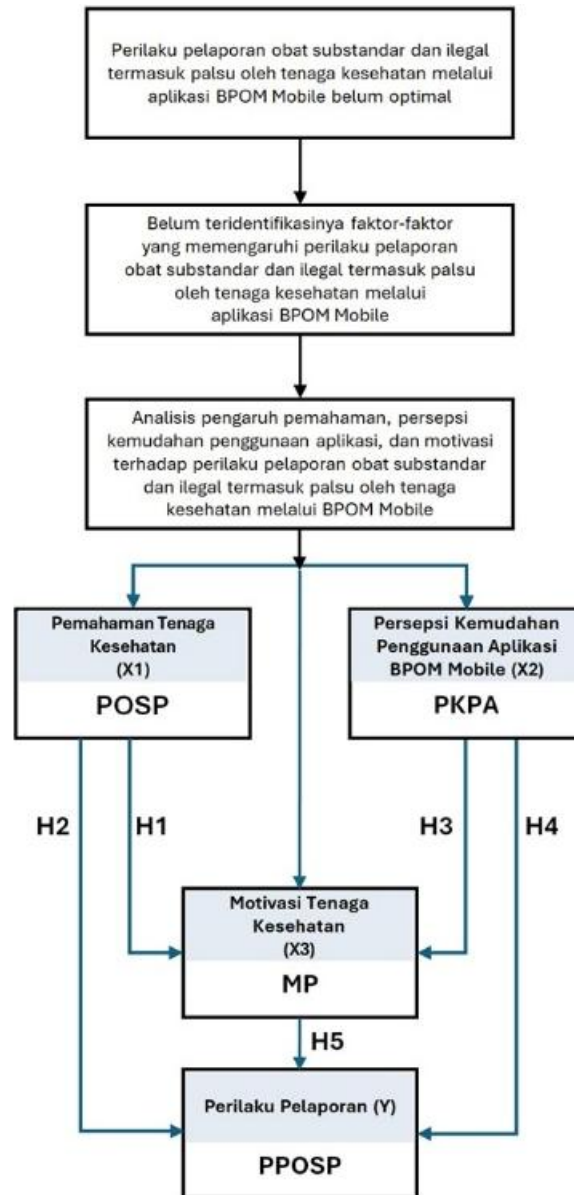 Perilaku pelaporan obat substandar dan ilegal
termasuk palsu oleh tenaga kesehatan melalui
aplikasi BPOM Mobile belum optimal
Belum teridentifikasinya faktor-faktor
yang memengaruhi perilaku pelaporan
obat substandar dan ilegal termasuk palsu
oleh tenaga kesehatan melalui
aplikasi BPOM Mobile
Analisis pengaruh pemahaman, persepsi
kemudahan penggunaan aplikasi, dan motivasi
terhadap perilaku pelaporan obat substandar
dan ilegal termasuk palsu oleh tenaga
kesehatan melalui BPOM Mobile
Pemahaman Tenaga
Kesehatan
(X1)
POSP
Persepsi Kemudahan
Penggunaan Aplikasi
BPOM Mobile (X2)
PKPA
H2
H1
H3
H4
Motivasi Tenaga
Kesehatan
(X3)
MP
H5
Perilaku Pelaporan (Y)
PPOSP